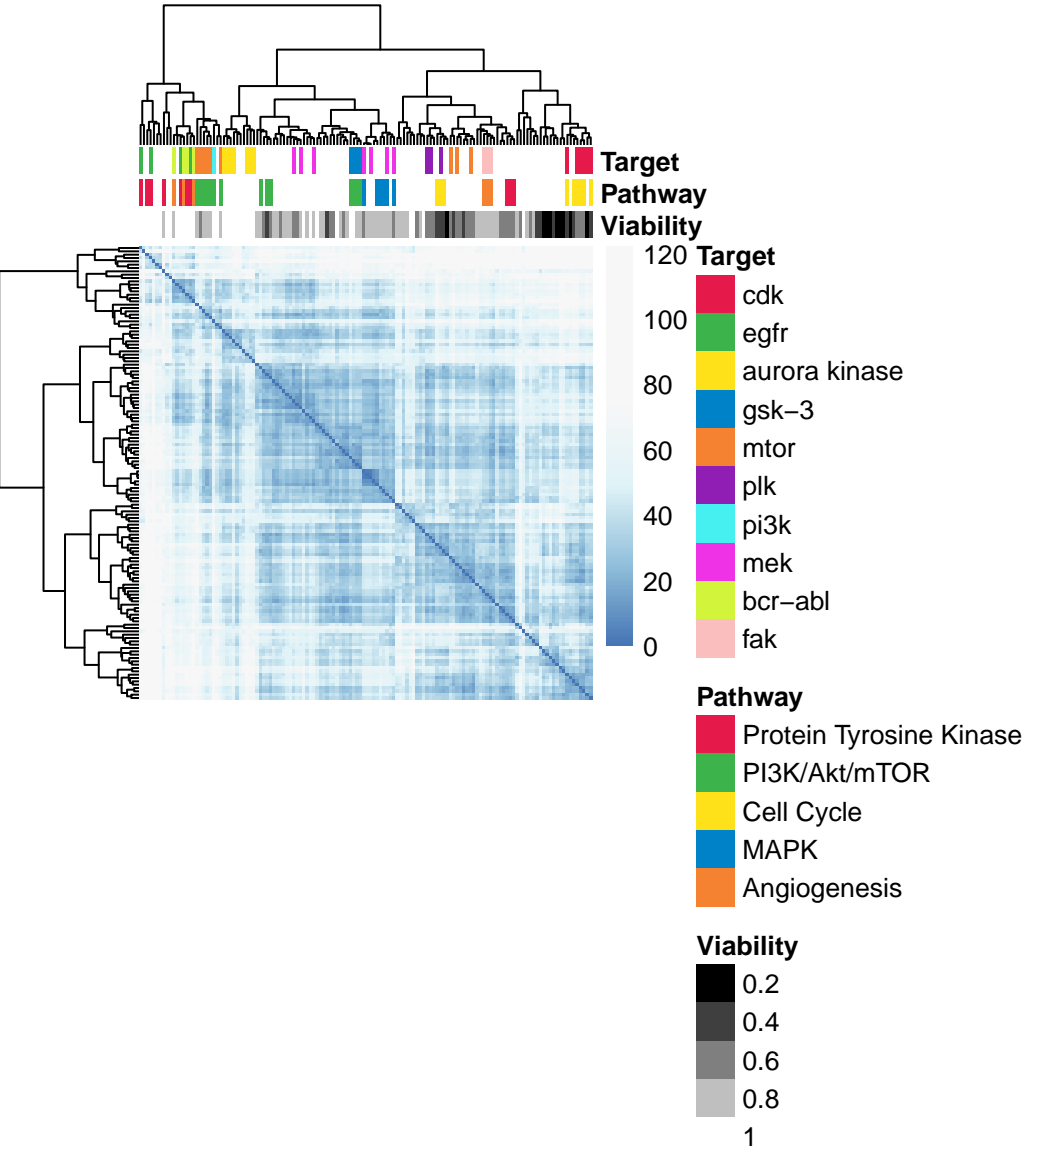 Target
Pathway
Viability
120
100
80
60
40
20
0
Target
cdk
egfr
aurora kinase
gsk−3
mtor
plk
pi3k
mek
bcr−abl
fak
Pathway
Protein Tyrosine Kinase
PI3K/Akt/mTOR
Cell Cycle
MAPK
Angiogenesis
Viability
0.2
0.4
0.6
0.8
1